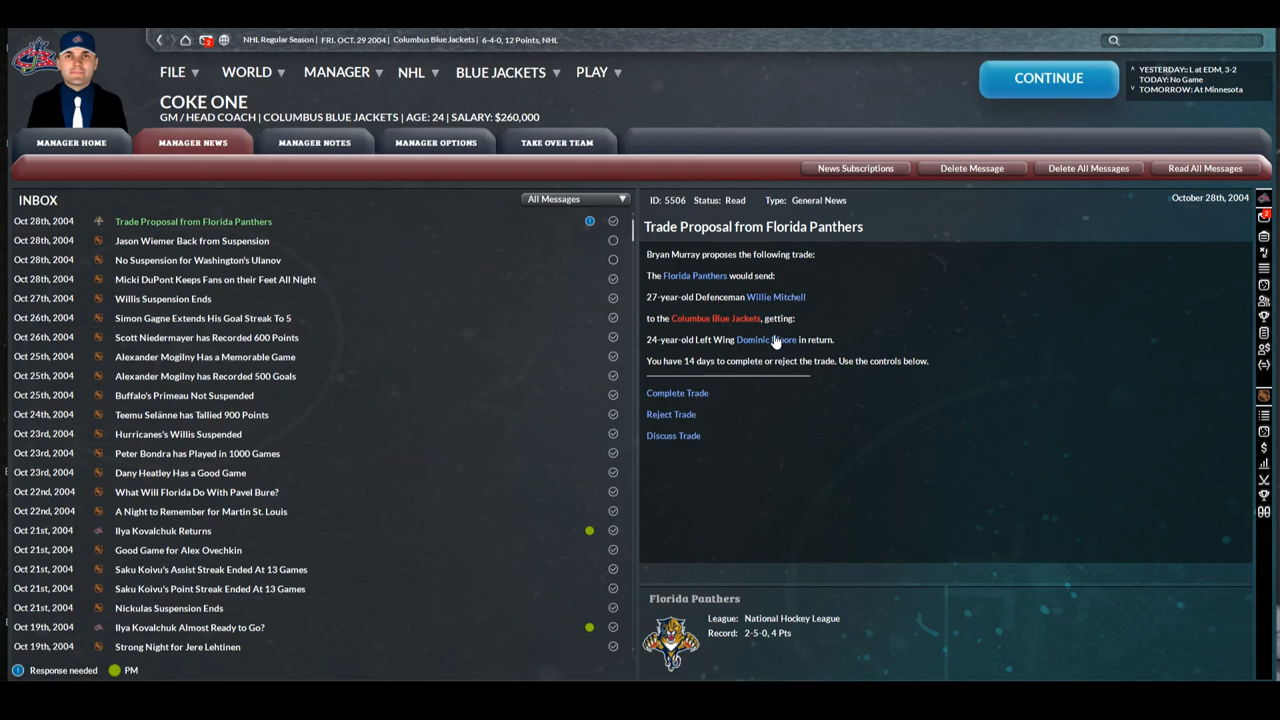 NHL Regular Season | FRI. OCT. 29 2004 | Columbus Blue Jackets | 6-4-0, 12 Points, NHL
2
FILE WORLD MANAGER NHL BLUE JACKETS PLAY
CONTINUE
YESTERDAY:: L at EDM, 3-2
TODAY: No Game
TOMORROW: At Minnesota
COKE ONE
GM / HEAD COACH | COLUMBUS BLUE JACKETS | AGE: 24 | SALARY: $260,000
MANAGER HOME MANAGER NEWS MANAGER NOTES MANAGER OPTIONS TAKE OVER TEAM
News Subscriptions Delete Message Delete All Messages Read All Messages
INBOX All Messages
Oct 28th, 2004 Trade Proposal from Florida Panthers
Oct 28th, 2004 Jason Wiemer Back from Suspension
Oct 28th, 2004 No Suspension for Washington's Ulanov
Oct 28th, 2004 Micki DuPont Keeps Fans on their Feet All Night
Oct 27th, 2004 Willis Suspension Ends
Oct 26th, 2004 Simon Gagne Extends His Goal Streak To 5
Oct 26th, 2004 Scott Niedermayer has Recorded 600 Points
Oct 25th, 2004 Alexander Mogilny Has a Memorable Game
Oct 25th, 2004 Alexander Mogilny has Recorded 500 Goals
Oct 25th, 2004 Buffalo's Primeau Not Suspended
Oct 24th, 2004 Teemu Selänne has Tallied 900 Points
Oct 23rd, 2004 Hurricanes's Willis Suspended
Oct 23rd, 2004 Peter Bondra has Played in 1000 Games
Oct 23rd, 2004 Dany Heatley Has a Good Game
Oct 22nd, 2004 What Will Florida Do With Pavel Bure?
Oct 22nd, 2004 A Night to Remember for Martin St. Louis
Oct 21st, 2004 Ilya Kovalchuk Returns
Oct 21st, 2004 Good Game for Alex Ovechkin
Oct 21st, 2004 Saku Koivu's Assist Streak Ended At 13 Games
Oct 21st, 2004 Saku Koivu's Point Streak Ended At 13 Games
Oct 21st, 2004 Nickulas Suspension Ends
Oct 19th, 2004 Ilya Kovalchuk Almost Ready to Go?
Oct 19th, 2004 Strong Night for Jere Lehtinen
Response needed PM
ID: 5506 Status: Read Type: General News October 28th, 2004
Trade Proposal from Florida Panthers
Bryan Murray proposes the following trade:
The Florida Panthers would send:
27-year-old Defenceman Willie Mitchell
to the Columbus Blue Jackets, getting:
24-year-old Left Wing Dominic Moore in return.
You have 14 days to complete or reject the trade. Use the controls below.
Complete Trade
Reject Trade
Discuss Trade
Florida Panthers
League: National Hockey League
Record: 2-5-0, 4 Pts
2